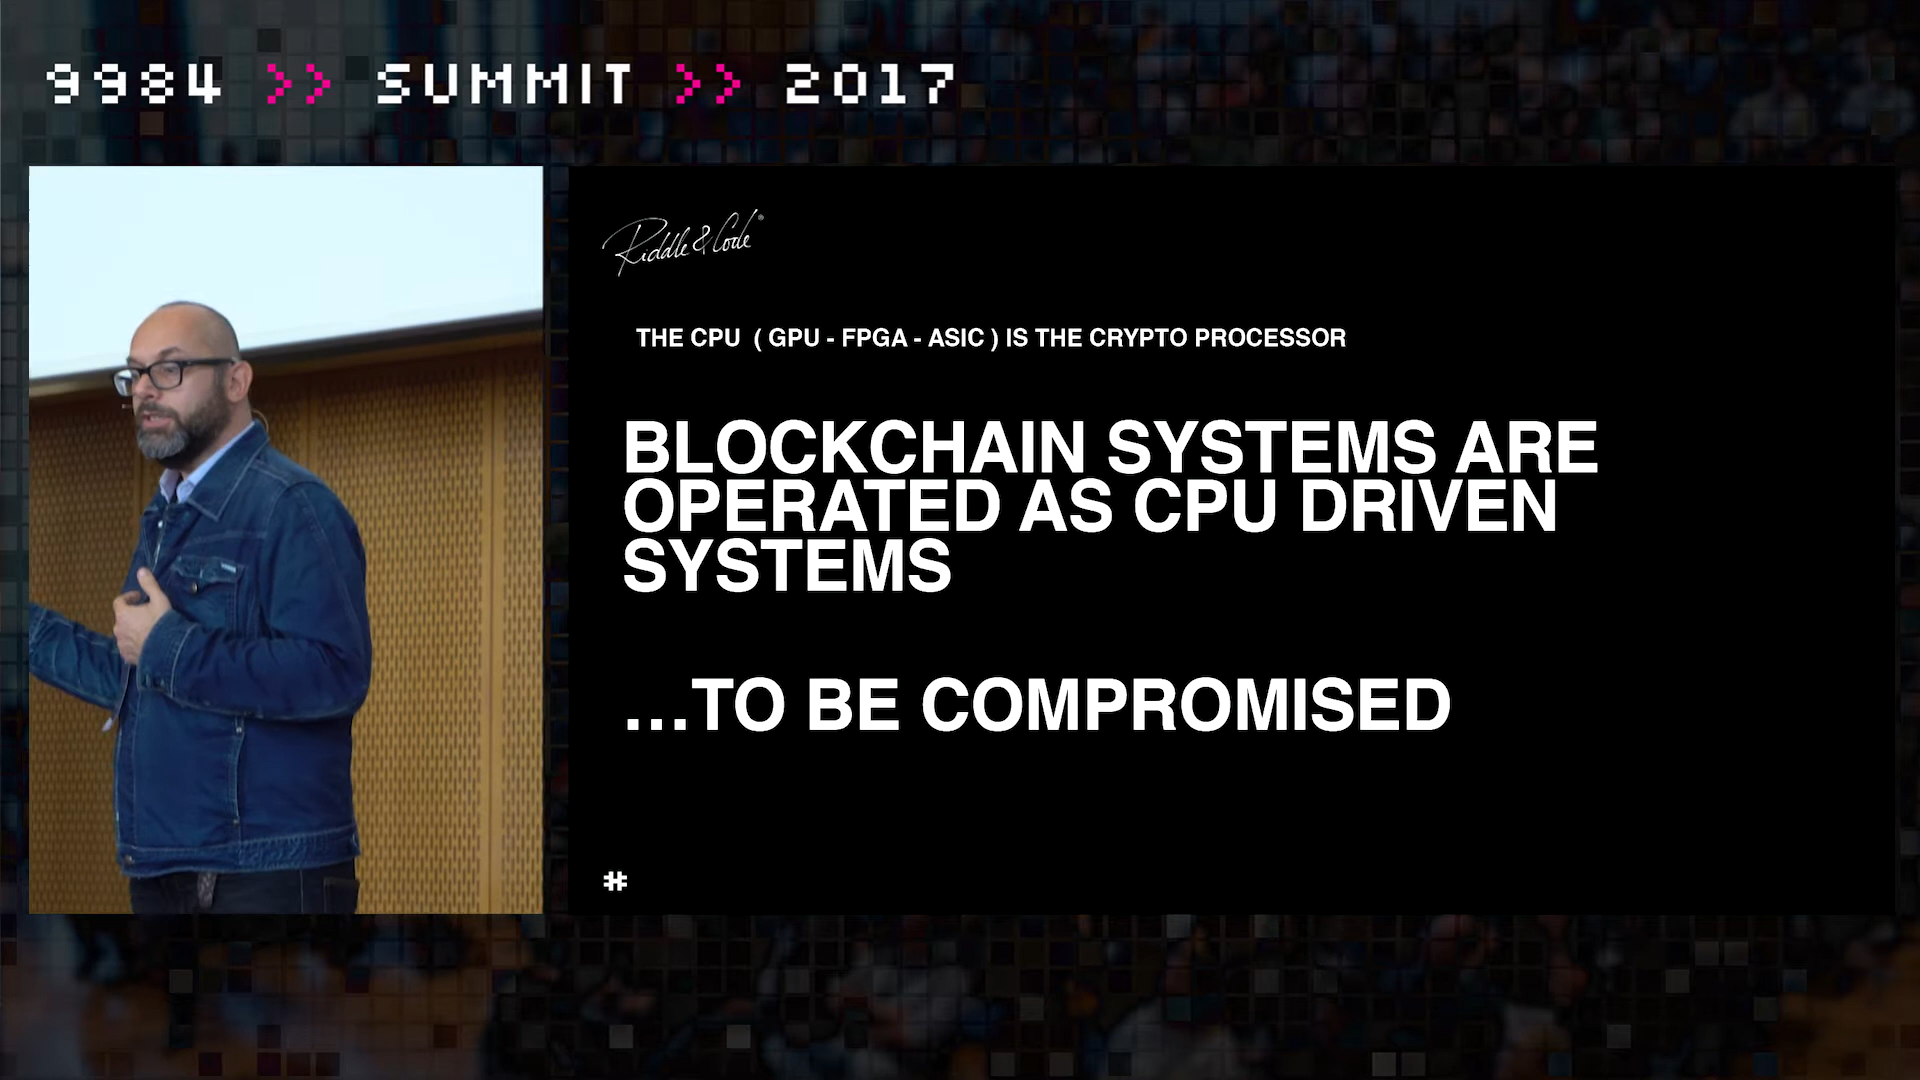 9984 >> SUMMIT >> 2017
Riddle & Code®
THE CPU ( GPU - FPGA - ASIC ) IS THE CRYPTO PROCESSOR
BLOCKCHAIN SYSTEMS ARE
OPERATED AS CPU DRIVEN
SYSTEMS
...TO BE COMPROMISED
#